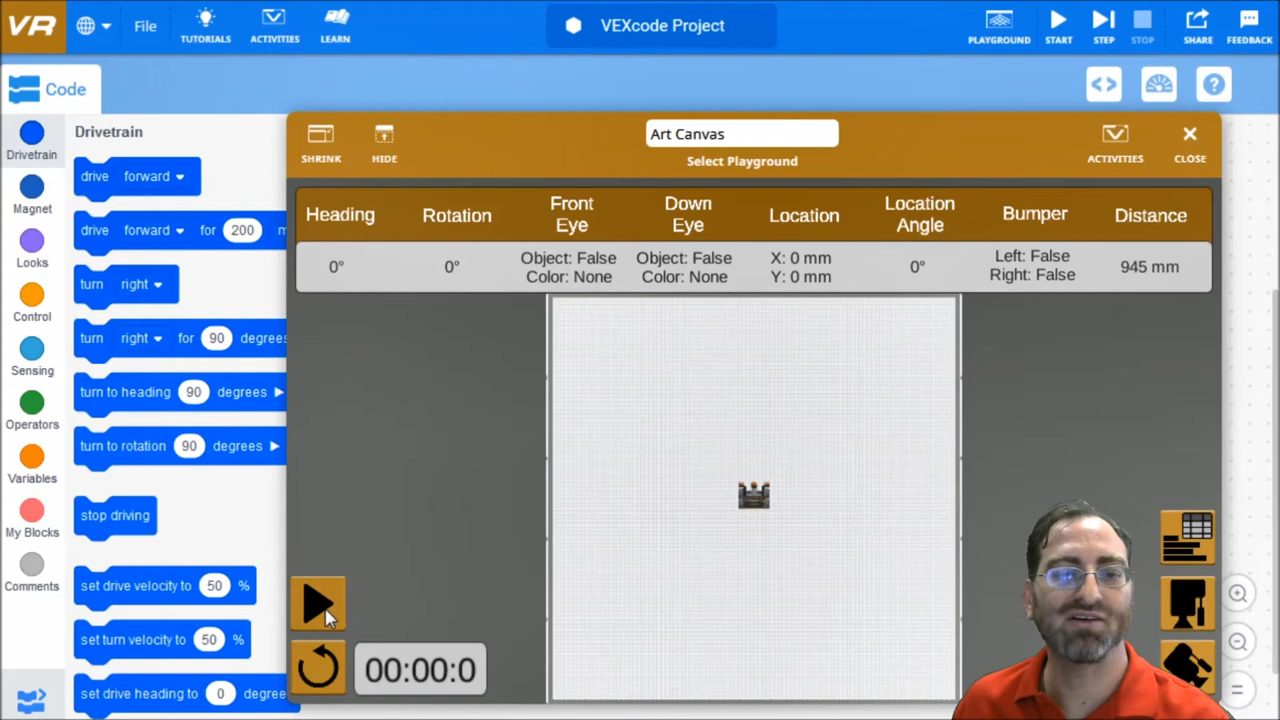 VR
File
TUTORIALS
ACTIVITIES
LEARN
VEXcode Project
PLAYGROUND
START
STEP
STOP
SHARE
FEEDBACK
Code
Drivetrain
Magnet
Looks
Control
Sensing
Operators
Variables
My Blocks
Comments
Drivetrain
drive forward
drive forward for 200 m
turn right
turn right for 90 degrees
turn to heading 90 degrees
turn to rotation 90 degrees
stop driving
set drive velocity to 50 %
set turn velocity to 50 %
set drive heading to 0 degree
SHRINK
HIDE
Art Canvas
Select Playground
ACTIVITIES
CLOSE
Heading Rotation Front Eye Down Eye Location Location Angle Bumper Distance
0° 0° Object: False Object: False X: 0 mm 0° Left: False 945 mm
Color: None Color: None Y: 0 mm Right: False
00:00:0